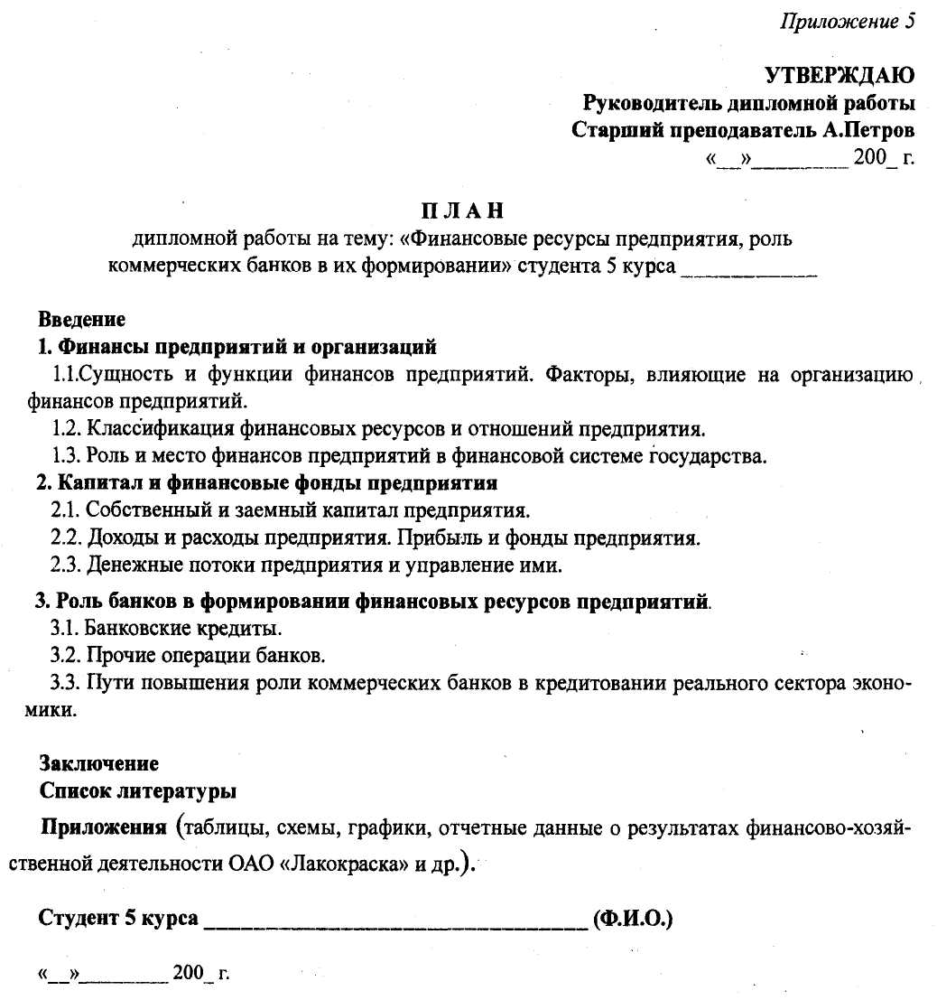 Приложение 5
УТВЕРЖДАЮ
Руководитель дипломной работы
Старший преподаватель А.Петров
«__»_________ 200_ г.
П Л А Н
дипломной работы на тему: «Финансовые ресурсы предприятия, роль
коммерческих банков в их формировании» студента 5 курса _____________
Введение
1. Финансы предприятий и организаций
1.1.Сущность и функции финансов предприятий. Факторы, влияющие на организацию
финансов предприятий.
1.2. Классификация финансовых ресурсов и отношений предприятия.
1.3. Роль и место финансов предприятий в финансовой системе государства.
2. Капитал и финансовые фонды предприятия
2.1. Собственный и заемный капитал предприятия.
2.2. Доходы и расходы предприятия. Прибыль и фонды предприятия.
2.3. Денежные потоки предприятия и управление ими.
3. Роль банков в формировании финансовых ресурсов предприятий.
3.1. Банковские кредиты.
3.2. Прочие операции банков.
3.3. Пути повышения роли коммерческих банков в кредитовании реального сектора эконо-
мики.
Заключение
Список литературы
Приложения (таблицы, схемы, графики, отчетные данные о результатах финансово-хозяй-
ственной деятельности ОАО «Лакокраска» и др.).
Студент 5 курса ___________________________________ (Ф.И.О.)
«__»________ 200_ г.